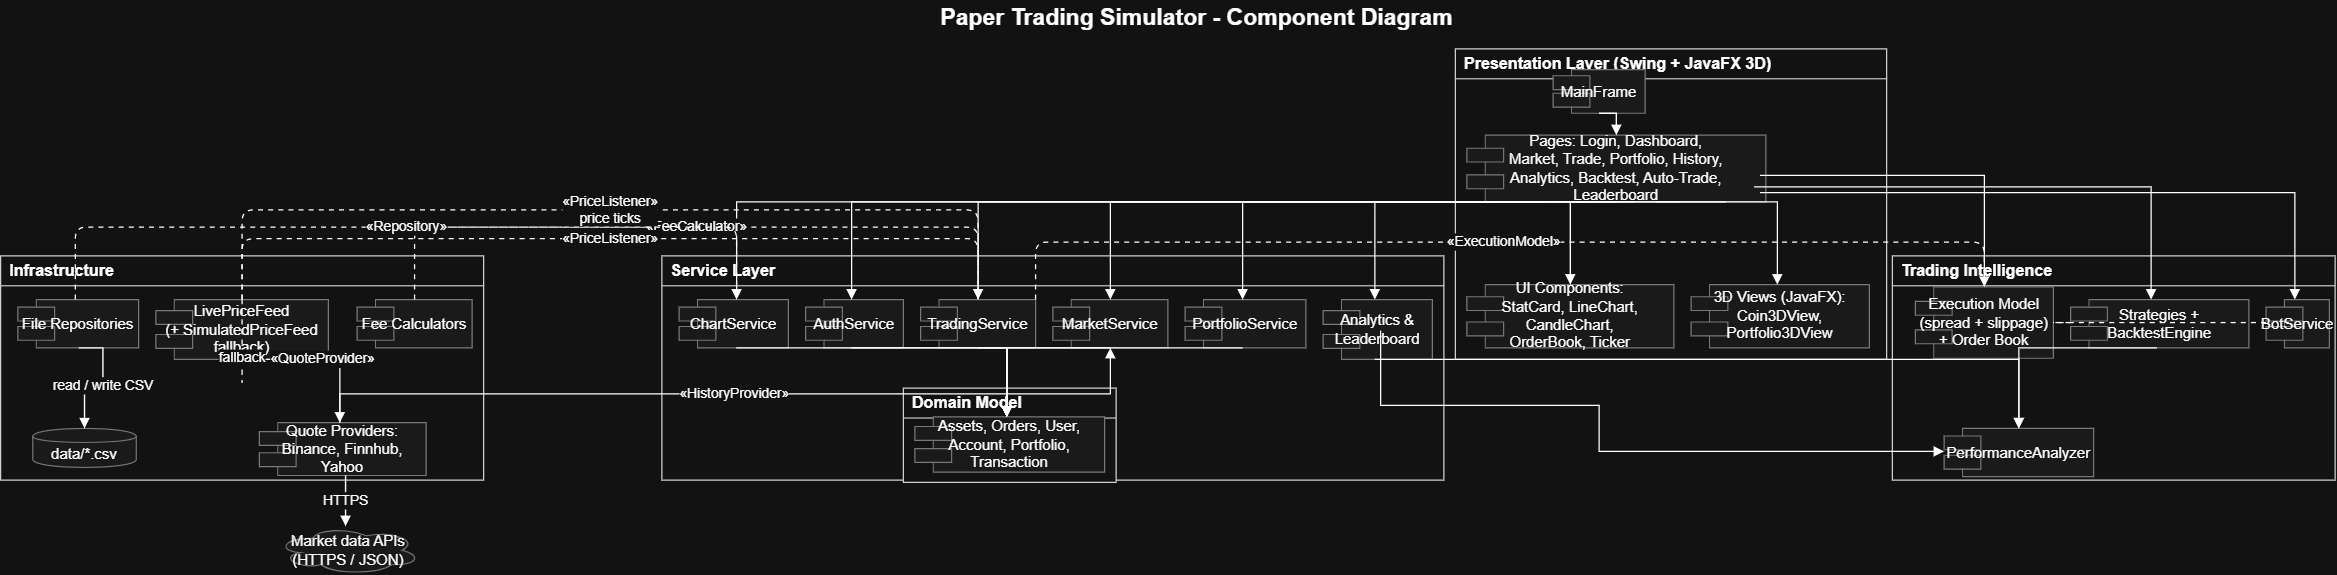 Paper Trading Simulator - Component Diagram
Presentation Layer (Swing + JavaFX 3D)
MainFrame
Pages: Login, Dashboard,
Market, Trade, Portfolio, History,
Analytics, Backtest, Auto-Trade,
Leaderboard
«PriceListener»
price ticks
«Repository»
FeeCalculator»
«PriceListener»
«ExecutionModel»
Infrastructure
File Repositories
LivePriceFeed
(+ SimulatedPriceFeed
fallback)
Fee Calculators
fallback
«QuoteProvider»
read / write CSV
data/*.csv
Quote Providers:
Binance, Finnhub,
Yahoo
HTTPS
Market data APIs
(HTTPS / JSON)
Service Layer
ChartService
AuthService
TradingService
MarketService
PortfolioService
Analytics &
Leaderboard
«HistoryProvider»
Domain Model
Assets, Orders, User,
Account, Portfolio,
Transaction
UI Components:
StatCard, LineChart,
CandleChart,
OrderBook, Ticker
3D Views (JavaFX):
Coin3DView,
Portfolio3DView
Trading Intelligence
Execution Model
(spread + slippage)
+ Order Book
Strategies +
BacktestEngine
BotService
PerformanceAnalyzer